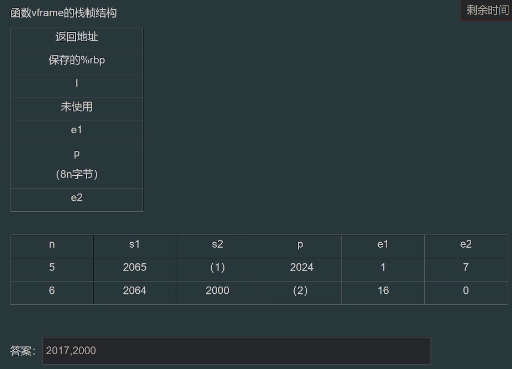 函数vframe的栈帧结构
剩余时间
返回地址
保存的%rbp
I
未使用
e1
p
(8n字节)
e2
n s1 s2 p e1 e2
5 2065 (1) 2024 1 7
6 2064 2000 (2) 16 0
答案: 2017,2000